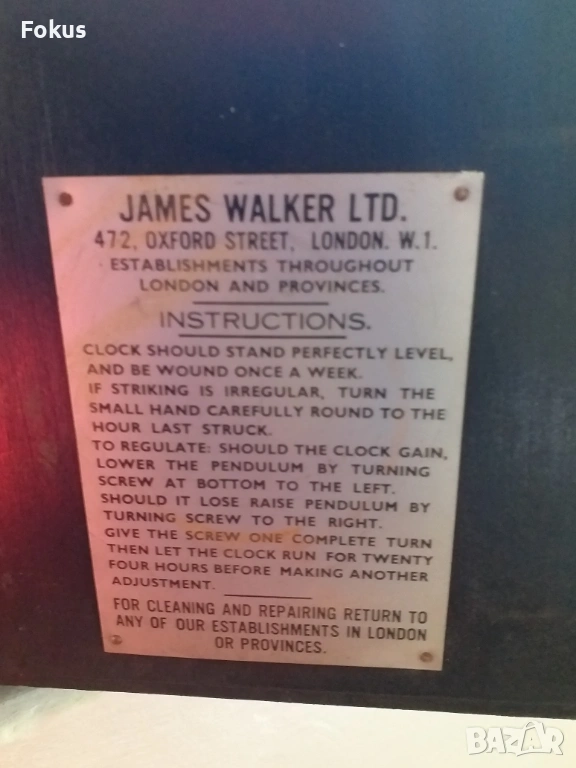 Fokus
JAMES WALKER LTD.
472, OXFORD STREET, LONDON. W.1.
ESTABLISHMENTS THROUGHOUT
LONDON AND PROVINCES.
INSTRUCTIONS.
CLOCK SHOULD STAND PERFECTLY LEVEL,
AND BE WOUND ONCE A WEEK.
IF STRIKING IS IRREGULAR, TURN THE
SMALL HAND CAREFULLY ROUND TO THE
HOUR LAST STRUCK.
TO REGULATE: SHOULD THE CLOCK GAIN,
LOWER THE PENDULUM BY TURNING
SCREW AT BOTTOM TO THE LEFT.
SHOULD IT LOSE RAISE PENDULUM BY
TURNING SCREW TO THE RIGHT.
GIVE THE SCREW ONE COMPLETE TURN
THEN LET THE CLOCK RUN FOR TWENTY
FOUR HOURS BEFORE MAKING ANOTHER
ADJUSTMENT.
FOR CLEANING AND REPAIRING RETURN TO
ANY OF OUR ESTABLISHMENTS IN LONDON
OR PROVINCES.
BAZAR